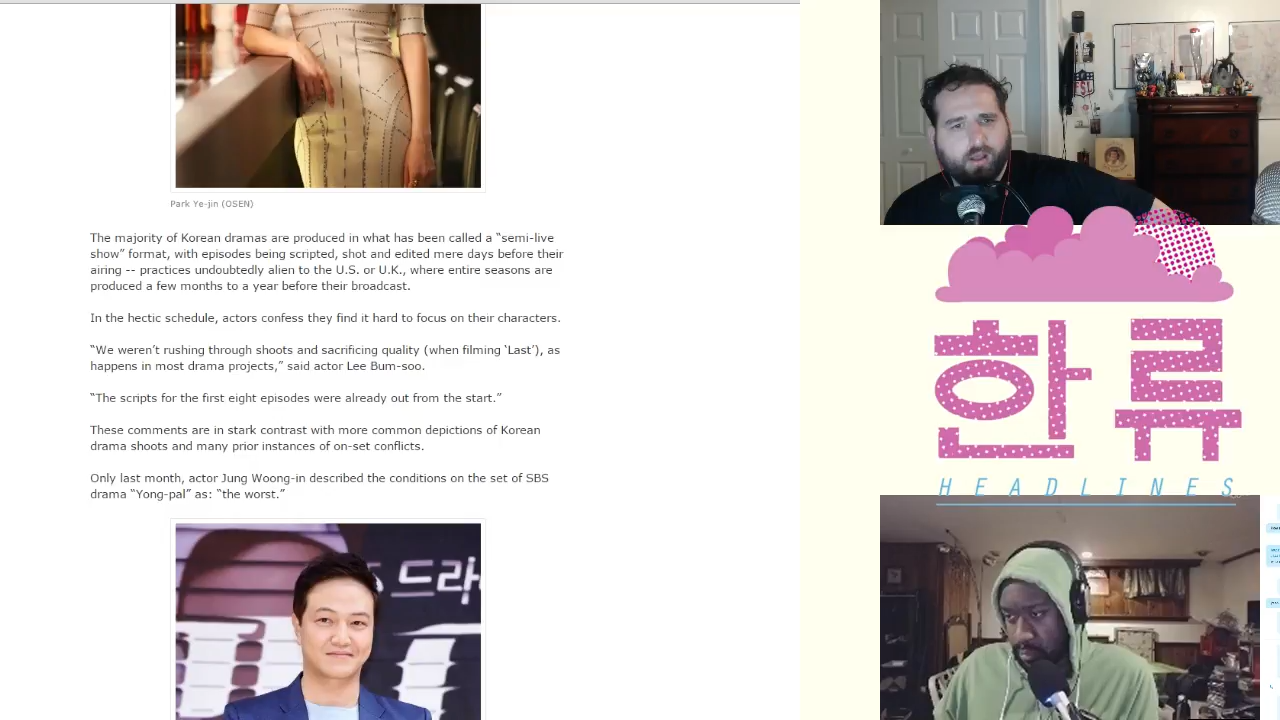 Park Ye-jin (OSEN)
The majority of Korean dramas are produced in what has been called a “semi-live
show” format, with episodes being scripted, shot and edited mere days before their
airing -- practices undoubtedly alien to the U.S. or U.K., where entire seasons are
produced a few months to a year before their broadcast.
In the hectic schedule, actors confess they find it hard to focus on their characters.
“We weren’t rushing through shoots and sacrificing quality (when filming ‘Last’), as
happens in most drama projects,” said actor Lee Bum-soo.
“The scripts for the first eight episodes were already out from the start.”
These comments are in stark contrast with more common depictions of Korean
drama shoots and many prior instances of on-set conflicts.
Only last month, actor Jung Woong-in described the conditions on the set of SBS
drama “Yong-pal” as: “the worst.”
한류
HEADLINES
NFL